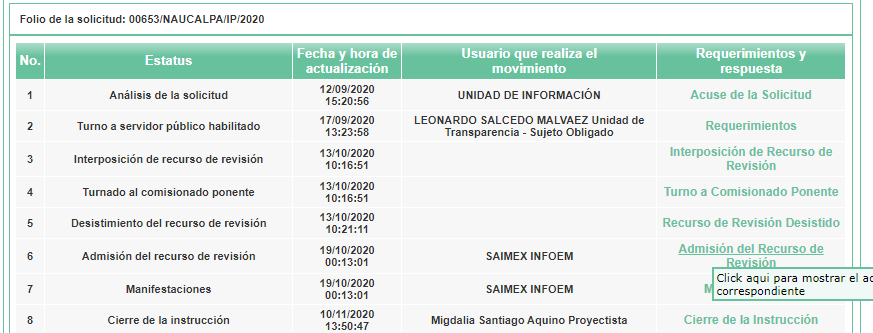 Folio de la solicitud: 00653/NAUCALPA/IP/2020
No. Estatus Fecha y hora de actualización Usuario que realiza el movimiento Requerimientos y respuesta
1 Análisis de la solicitud 12/09/2020 15:20:56 UNIDAD DE INFORMACIÓN Acuse de la Solicitud
2 Turno a servidor público habilitado 17/09/2020 13:23:58 LEONARDO SALCEDO MALVAEZ Unidad de Transparencia - Sujeto Obligado Requerimientos
3 Interposición de recurso de revisión 13/10/2020 10:16:51 Interposición de Recurso de Revisión
4 Turnado al comisionado ponente 13/10/2020 10:16:51 Turno a Comisionado Ponente
5 Desistimiento del recurso de revisión 13/10/2020 10:21:11 Recurso de Revisión Desistido
6 Admisión del recurso de revisión 19/10/2020 00:13:01 SAIMEX INFOEM Admisión del Recurso de Revisión
Click aqui para mostrar el correspondiente
7 Manifestaciones 19/10/2020 00:13:01 SAIMEX INFOEM
8 Cierre de la instrucción 10/11/2020 13:50:47 Migdalia Santiago Aquino Proyectista Cierre de la Instrucción